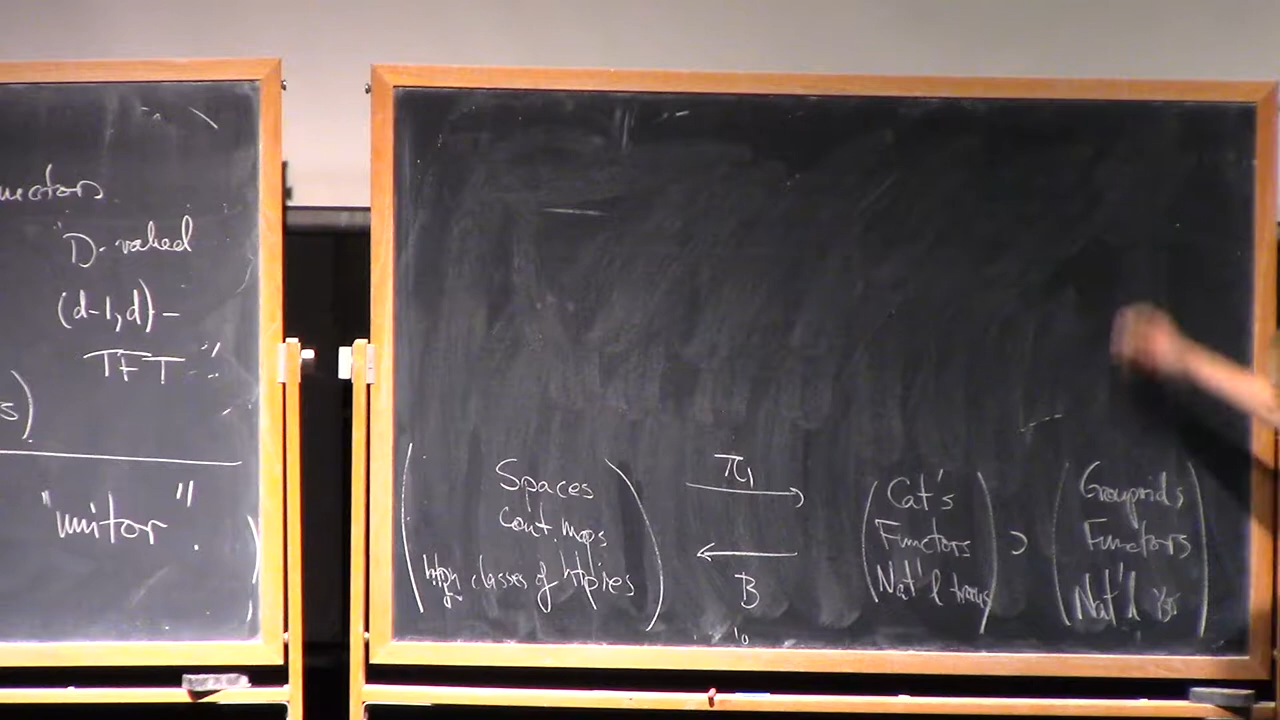 D-valued
(d-1,d)-
TFT
s)
"unitor".
Spaces
cont. maps
htpy classes of htpies
π₁
B
Cat's
Functors
Nat'l trans
⊃
Groupoids
Functors
Nat'l